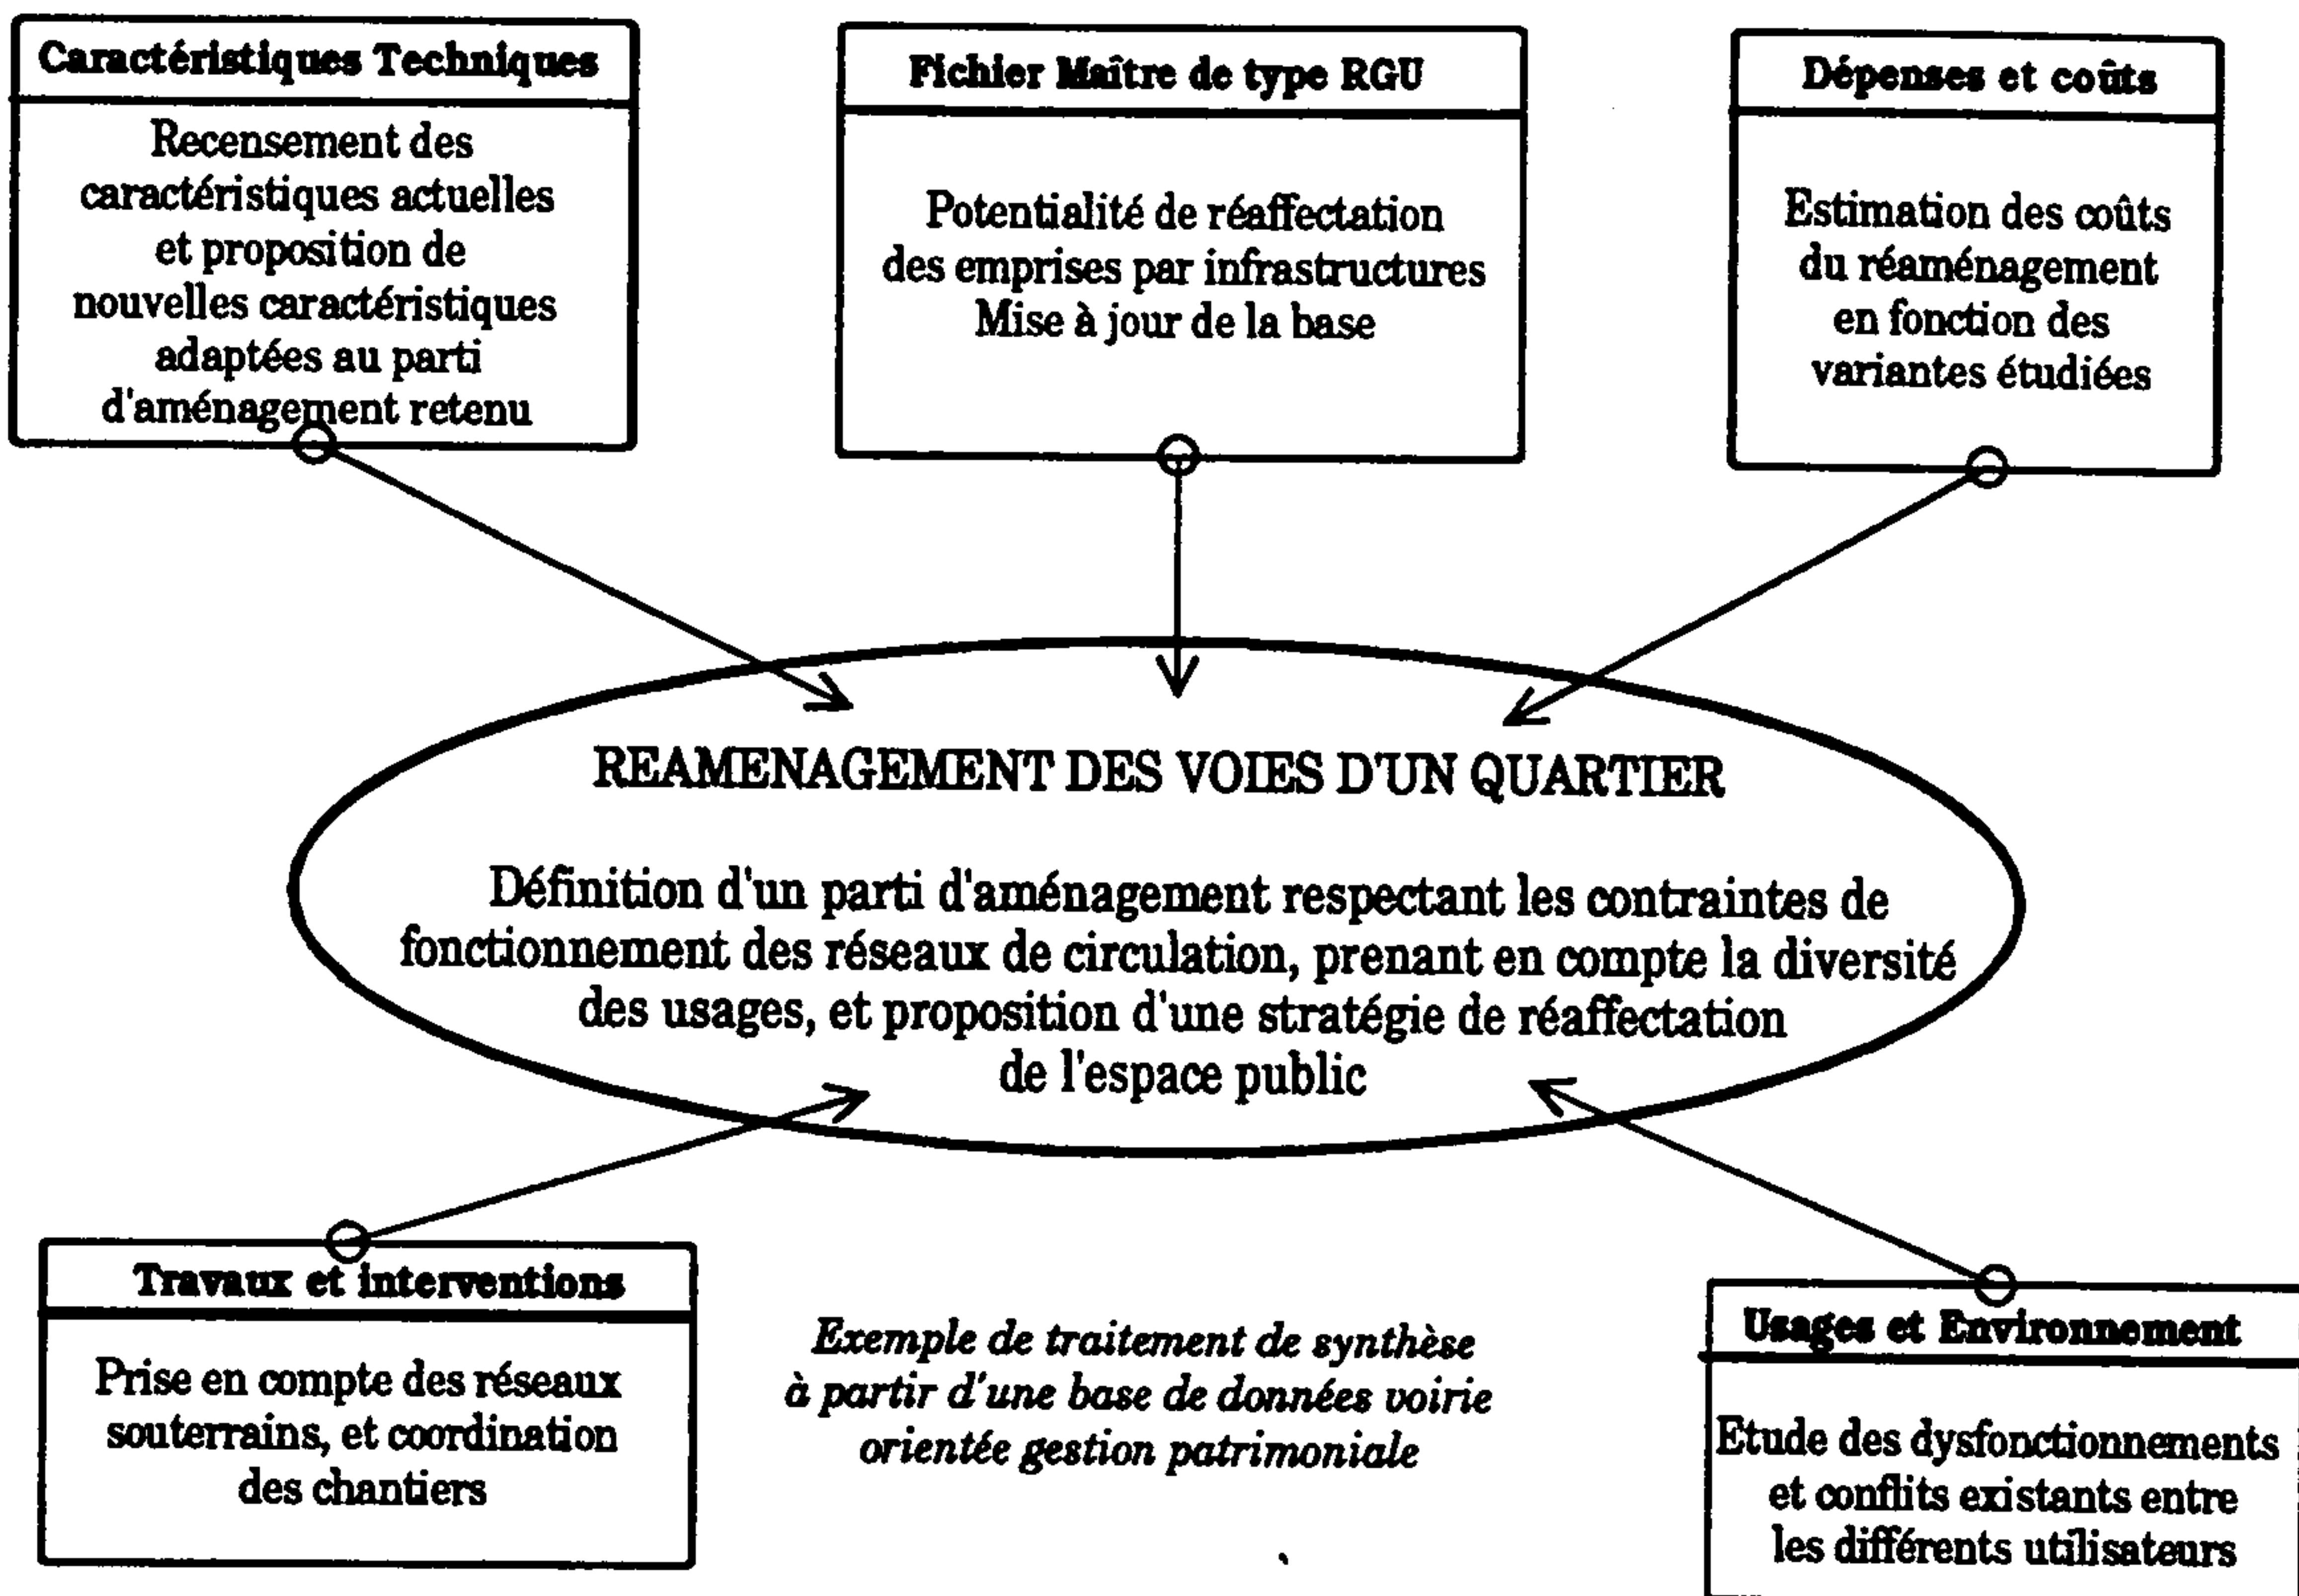 Caractéristiques Techniques
Recensement des
caractéristiques actuelles
et proposition de
nouvelles caractéristiques
adaptées au parti
d'aménagement retenu
Fichier Maître de type RGU
Potentialité de réaffectation
des emprises par infrastructures
Mise à jour de la base
Dépenses et coûts
Estimation des coûts
du réaménagement
en fonction des
variantes étudiées
REAMENAGEMENT DES VOIES D'UN QUARTIER
Définition d'un parti d'aménagement respectant les contraintes de
fonctionnement des réseaux de circulation, prenant en compte la diversité
des usages, et proposition d'une stratégie de réaffectation
de l'espace public
Travaux et interventions
Prise en compte des réseaux
souterrains, et coordination
des chantiers
Exemple de traitement de synthèse
à partir d'une base de données voirie
orientée gestion patrimoniale
Usages et Environnement
Etude des dysfonctionnements
et conflits existants entre
les différents utilisateurs